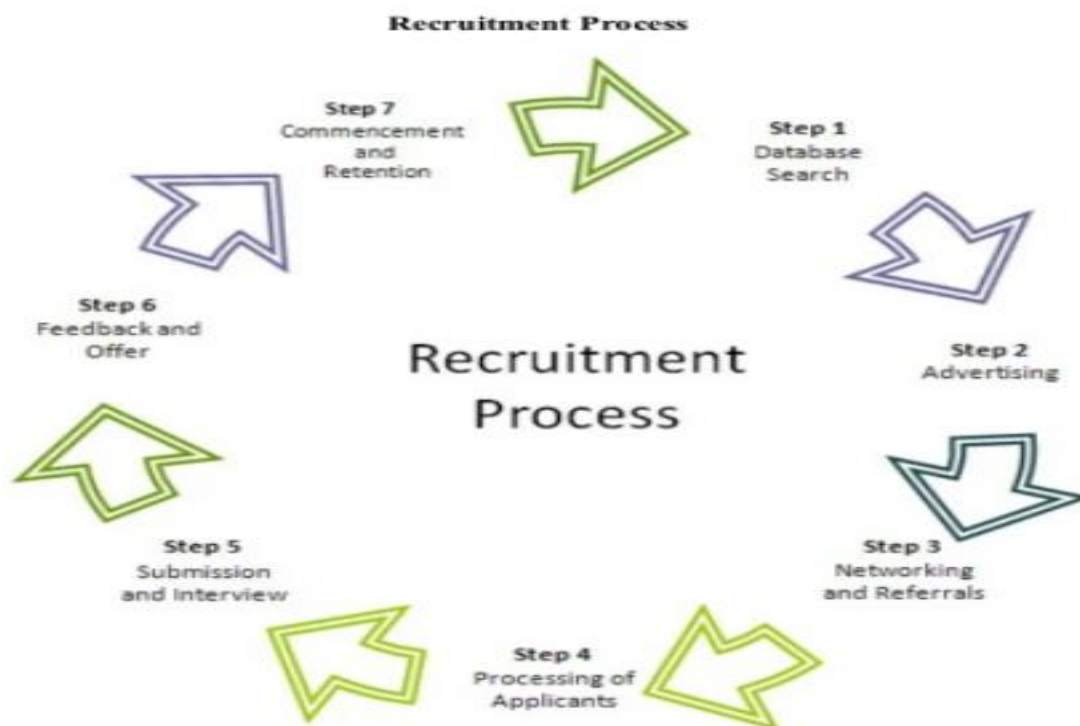 Recruitment Process
Step 1
Database
Search
Step 2
Advertising
Step 3
Networking
and Referrals
Step 4
Processing of
Applicants
Step 5
Submission
and Interview
Step 6
Feedback and
Offer
Step 7
Commencement
and
Retention
Recruitment
Process